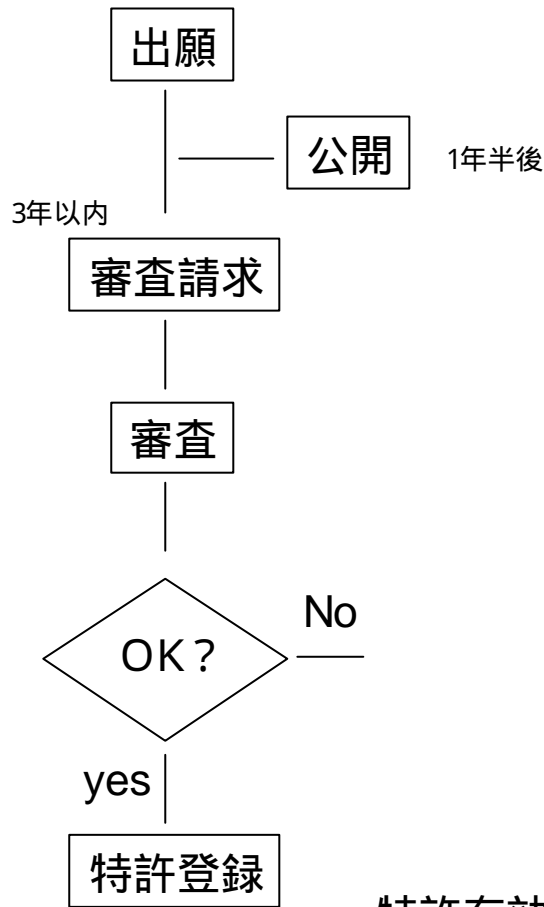 出願
公開 1年半後
3年以内
審査請求
審査
No
OK?
yes
特許登録